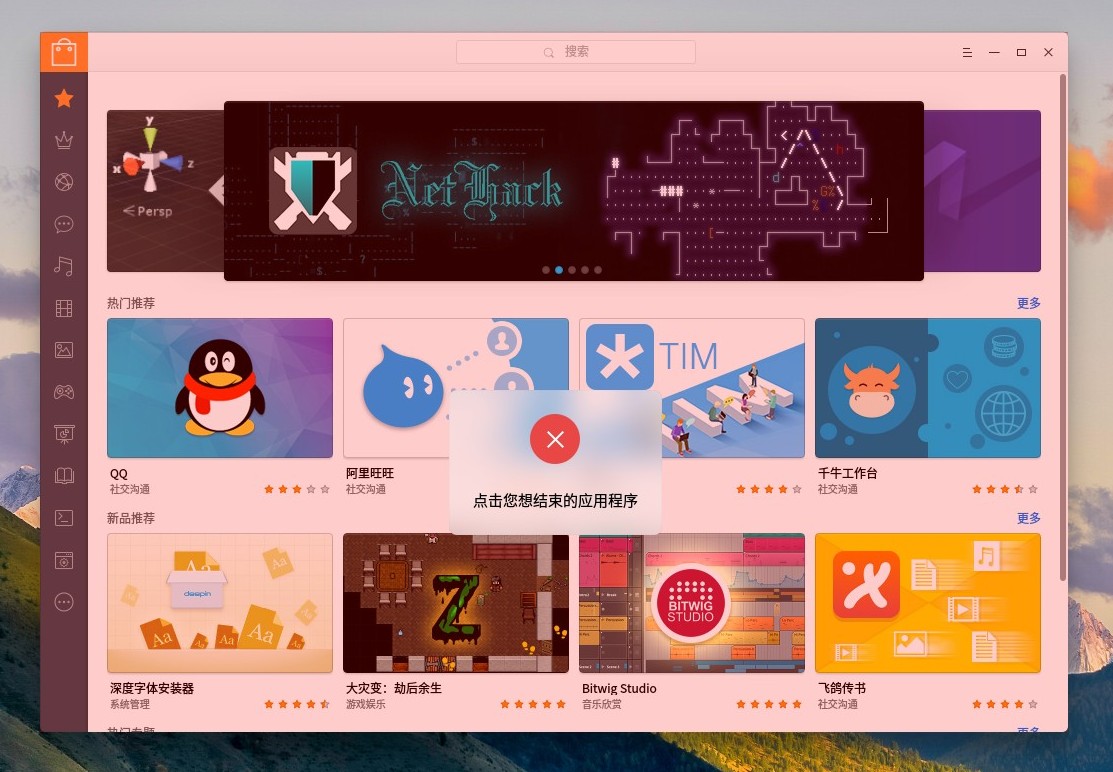 搜索
y
x
z
Persp
NetHack
热门推荐
更多
TIM
QQ
社交沟通
阿里旺旺
社交沟通
千牛工作台
社交沟通
点击您想结束的应用程序
新品推荐
更多
Aa
Aa
deepin
Aa
Aa
Aa
Z
BITWIG
STUDIO
深度字体安装器
系统管理
大灾变：劫后余生
游戏娱乐
Bitwig Studio
音乐欣赏
飞鸽传书
社交沟通
更多